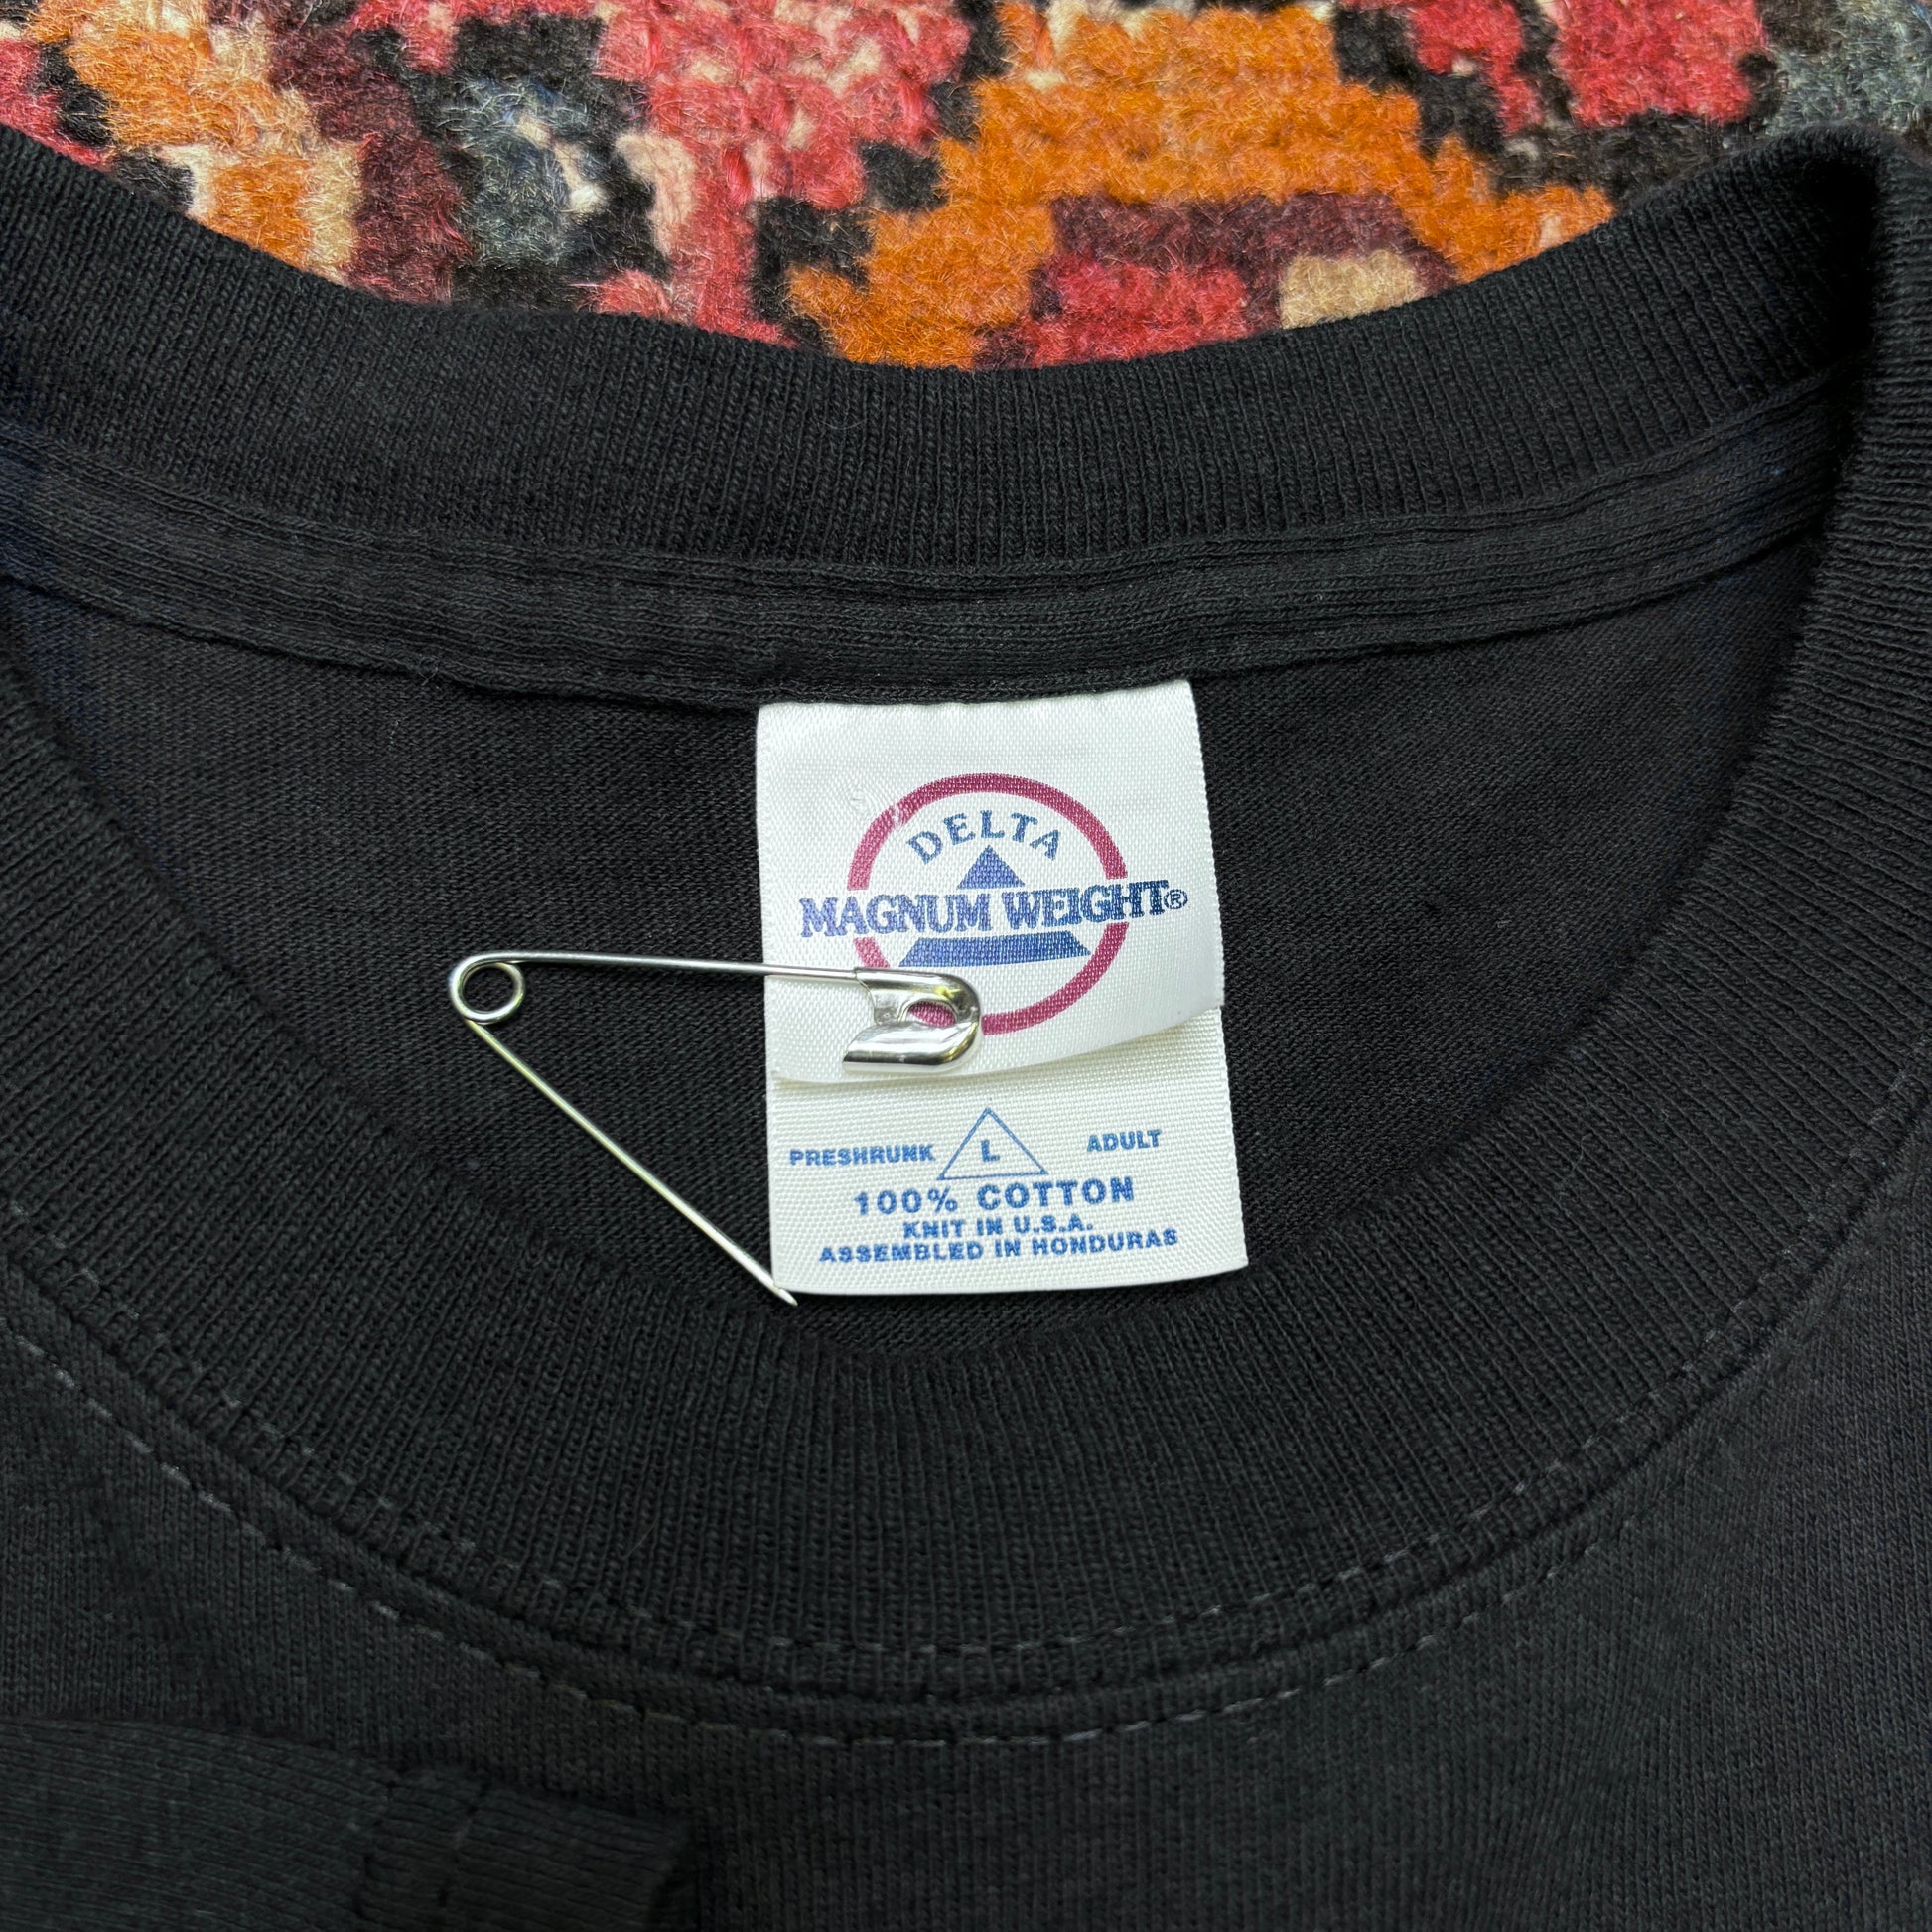 DELTA
MAGNUM WEIGHT®
PRESHRUNK L ADULT
100% COTTON
KNIT IN U.S.A.
ASSEMBLED IN HONDURAS